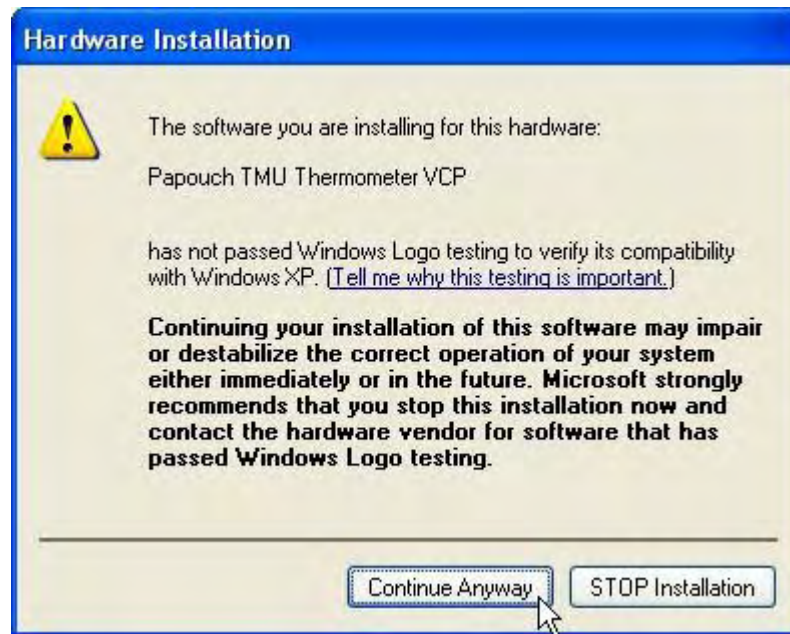 Hardware Installation
The software you are installing for this hardware:
Papouch TMU Thermometer VCP
has not passed Windows Logo testing to verify its compatibility
with Windows XP. (Tell me why this testing is important.)
Continuing your installation of this software may impair
or destabilize the correct operation of your system
either immediately or in the future. Microsoft strongly
recommends that you stop this installation now and
contact the hardware vendor for software that has
passed Windows Logo testing.
Continue Anyway
STOP Installation